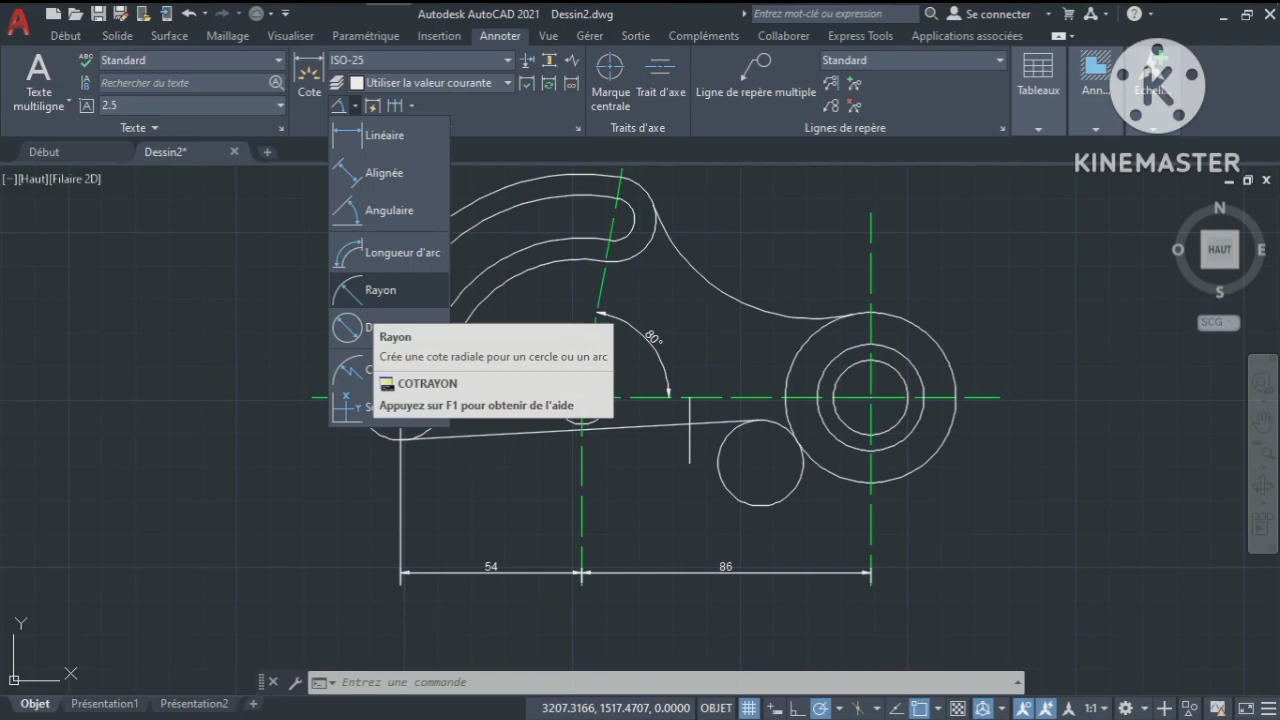 Autodesk AutoCAD 2021 Dessin2.dwg
Entrez mot-clé ou expression
Se connecter
Début Solide Surface Maillage Visualiser Paramétrique Insertion Annoter Vue Gérer Sortie Compléments Collaborer Express Tools Applications associées
A
Texte
multiligne
ABC
Standard
Rechercher du texte
A
2.5
Texte
Cote
ISO-25
Utiliser la valeur courante
Marque
centrale
Trait d'axe
Traits d'axe
Ligne de repère multiple
Standard
Lignes de repère
Tableaux
Ann...
Echell...
K
KINEMASTER
Début
Dessin2*
[−][Haut][Filaire 2D]
Linéaire
Alignée
Angulaire
Longueur d'arc
Rayon
D
Rayon
Crée une cote radiale pour un cercle ou un arc
COTRAYON
Appuyez sur F1 pour obtenir de l'aide
X
Y
80°
54
86
N
O
HAUT
E
S
SCG
Y
X
Entrez une commande
Objet
Présentation1
Présentation2
3207.3166, 1517.4707, 0.0000
OBJET
1:1